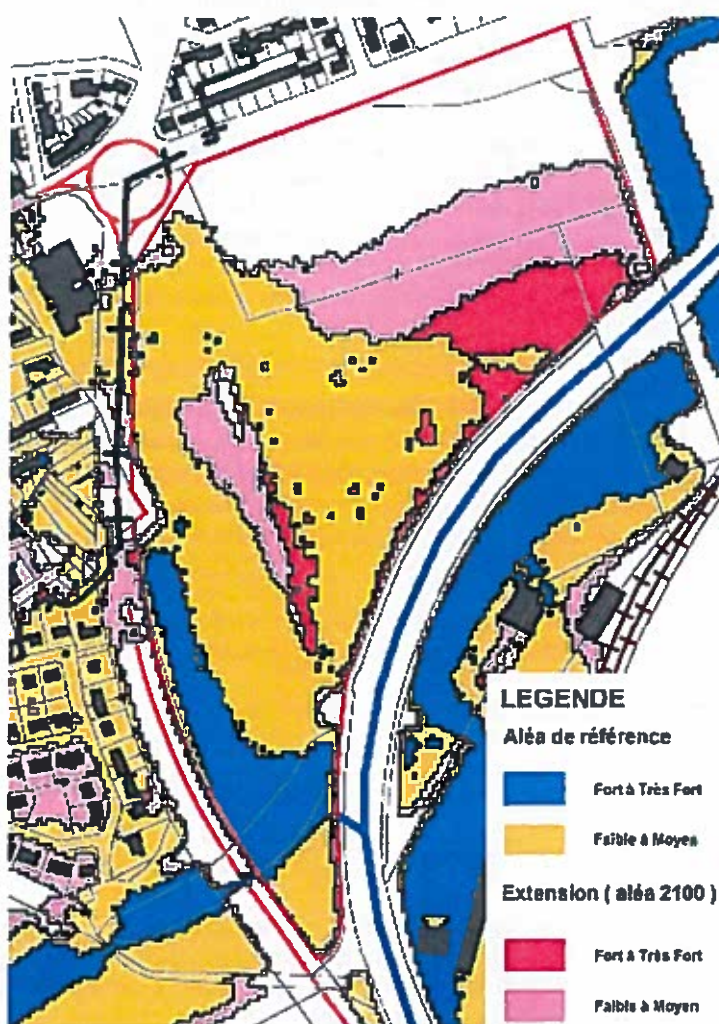 LEGENDE
Aléa de référence
Fort à Très Fort
Faible à Moyen
Extension ( aléa 2100 )
Fort à Très Fort
Faible à Moyen